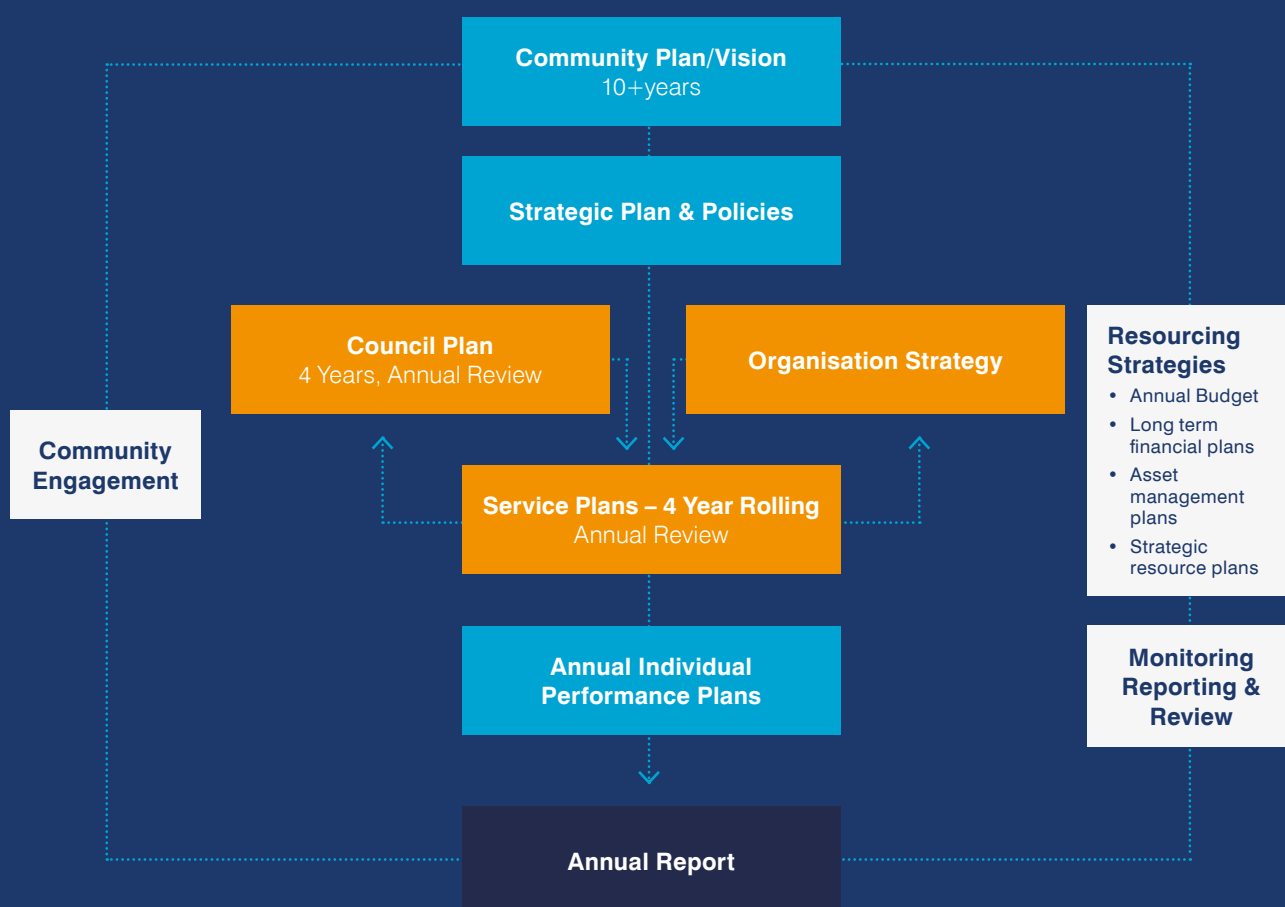 Community Plan/Vision
10+years
Strategic Plan & Policies
Council Plan
4 Years, Annual Review
Organisation Strategy
Resourcing
Strategies
• Annual Budget
• Long term
financial plans
• Asset
management
plans
• Strategic
resource plans
Community
Engagement
Service Plans – 4 Year Rolling
Annual Review
Annual Individual
Performance Plans
Monitoring
Reporting &
Review
Annual Report